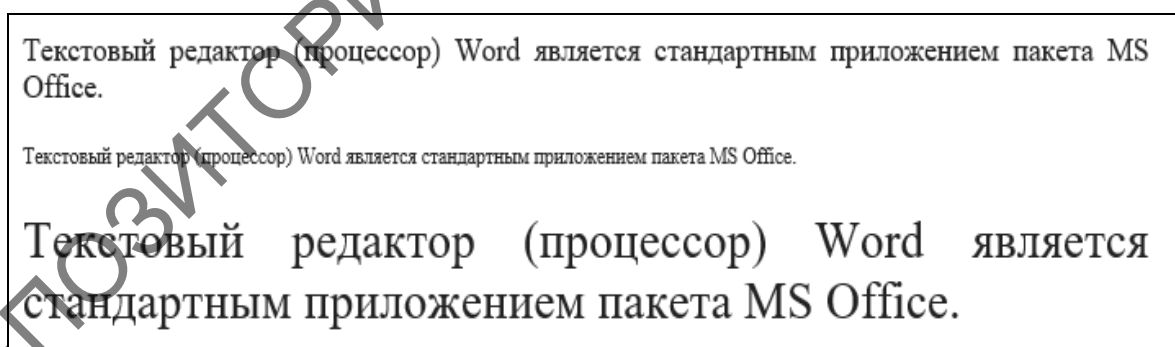 Текстовый редактор (процессор) Word является стандартным приложением пакета MS
Office.
Текстовый редактор (процессор) Word является стандартным приложением пакета MS Office.
Текстовый редактор (процессор) Word является
стандартным приложением пакета MS Office.
ПОЗИТОРИ